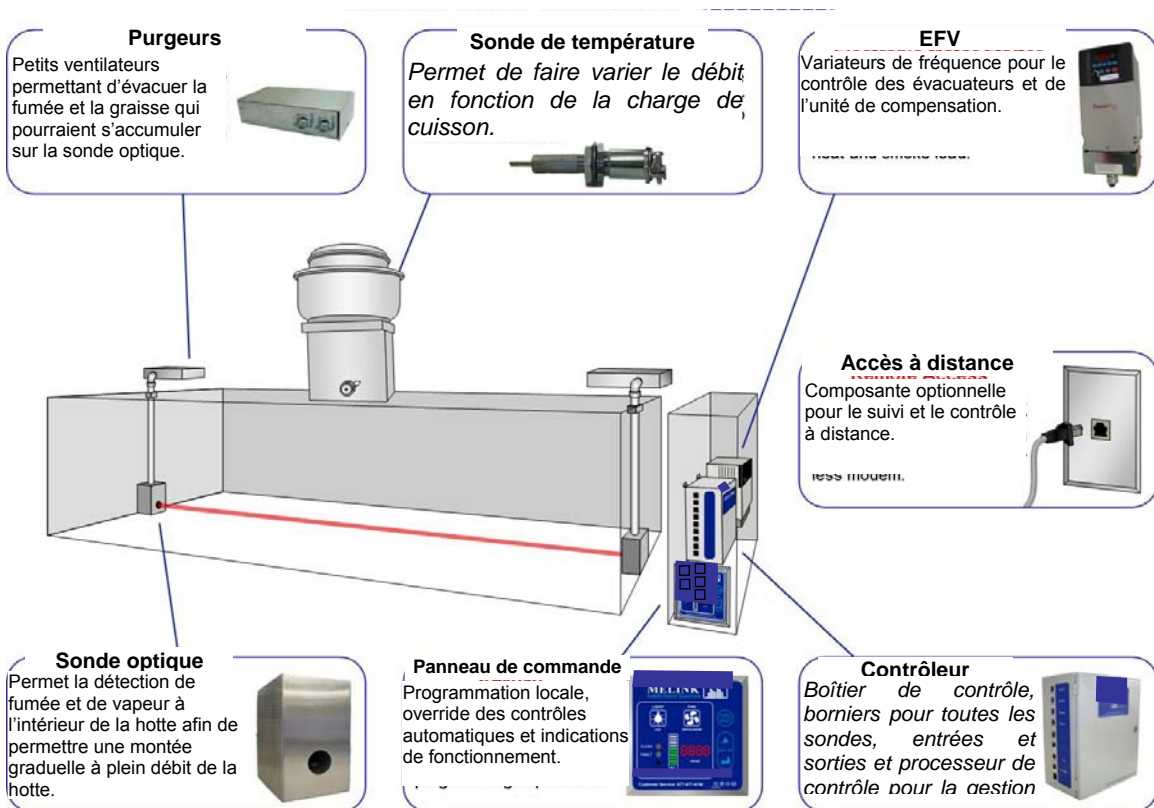 Purgeurs
Petits ventilateurs
permettant d’évacuer la
fumée et la graisse qui
pourraient s’accumuler
sur la sonde optique.
Sonde de température
Permet de faire varier le débit
en fonction de la charge de
cuisson.
EFV
Variateurs de fréquence pour le
contrôle des évacuateurs et de
l’unité de compensation.
heat and smoke load.
Accès à distance
Remote Access
Composante optionnelle
pour le suivi et le contrôle
à distance.
less modem.
Sonde optique
Permet la détection de
fumée et de vapeur à
l’intérieur de la hotte afin de
permettre une montée
graduelle à plein débit de la
hotte.
Panneau de commande
Programmation locale,
override des contrôles
automatiques et indications
de fonctionnement.
MELINK
LIGHT
FAN
8888
Contrôleur
Boîtier de contrôle,
borniers pour toutes les
sondes, entrées et
sorties et processeur de
contrôle pour la gestion